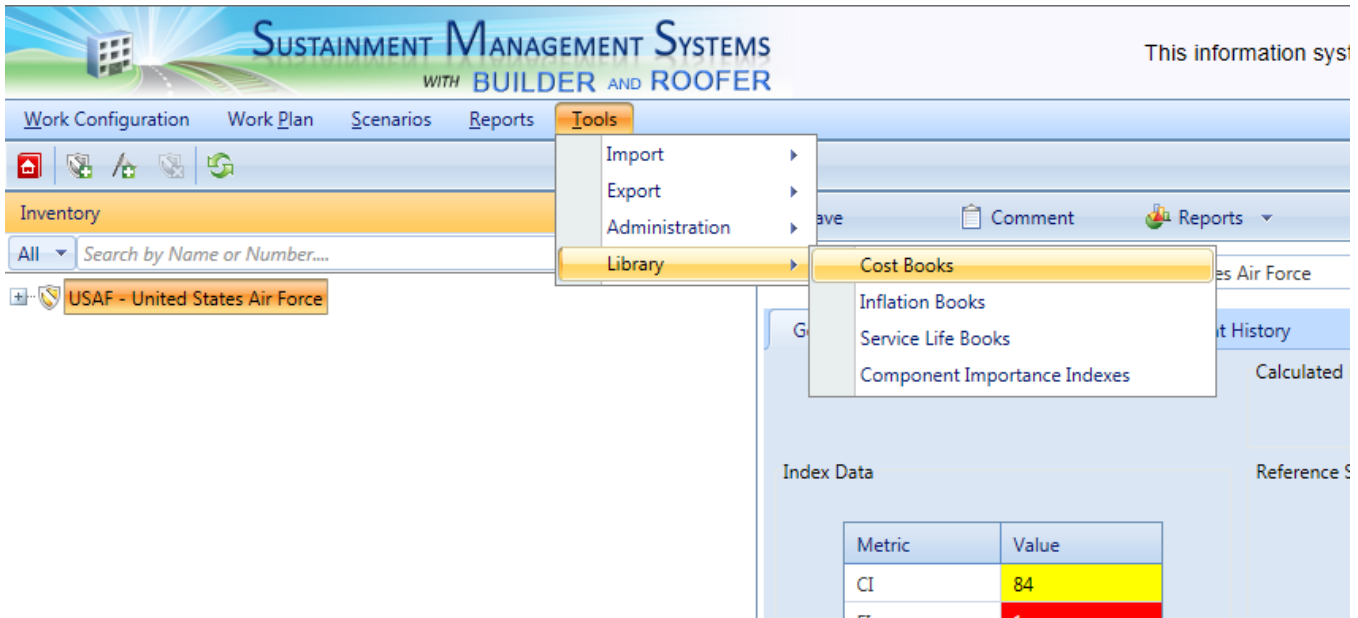 SUSTAINMENT MANAGEMENT SYSTEMS
WITH BUILDER AND ROOFER
This information syst
Work Configuration Work Plan Scenarios Reports Tools
Import
Export
Administration
Library
Inventory
All Search by Name or Number....
USAF - United States Air Force
ave Comment Reports
Cost Books
Inflation Books
Service Life Books
Component Importance Indexes
es Air Force
G
t History
Calculated
Index Data
Reference S
Metric Value
CI 84